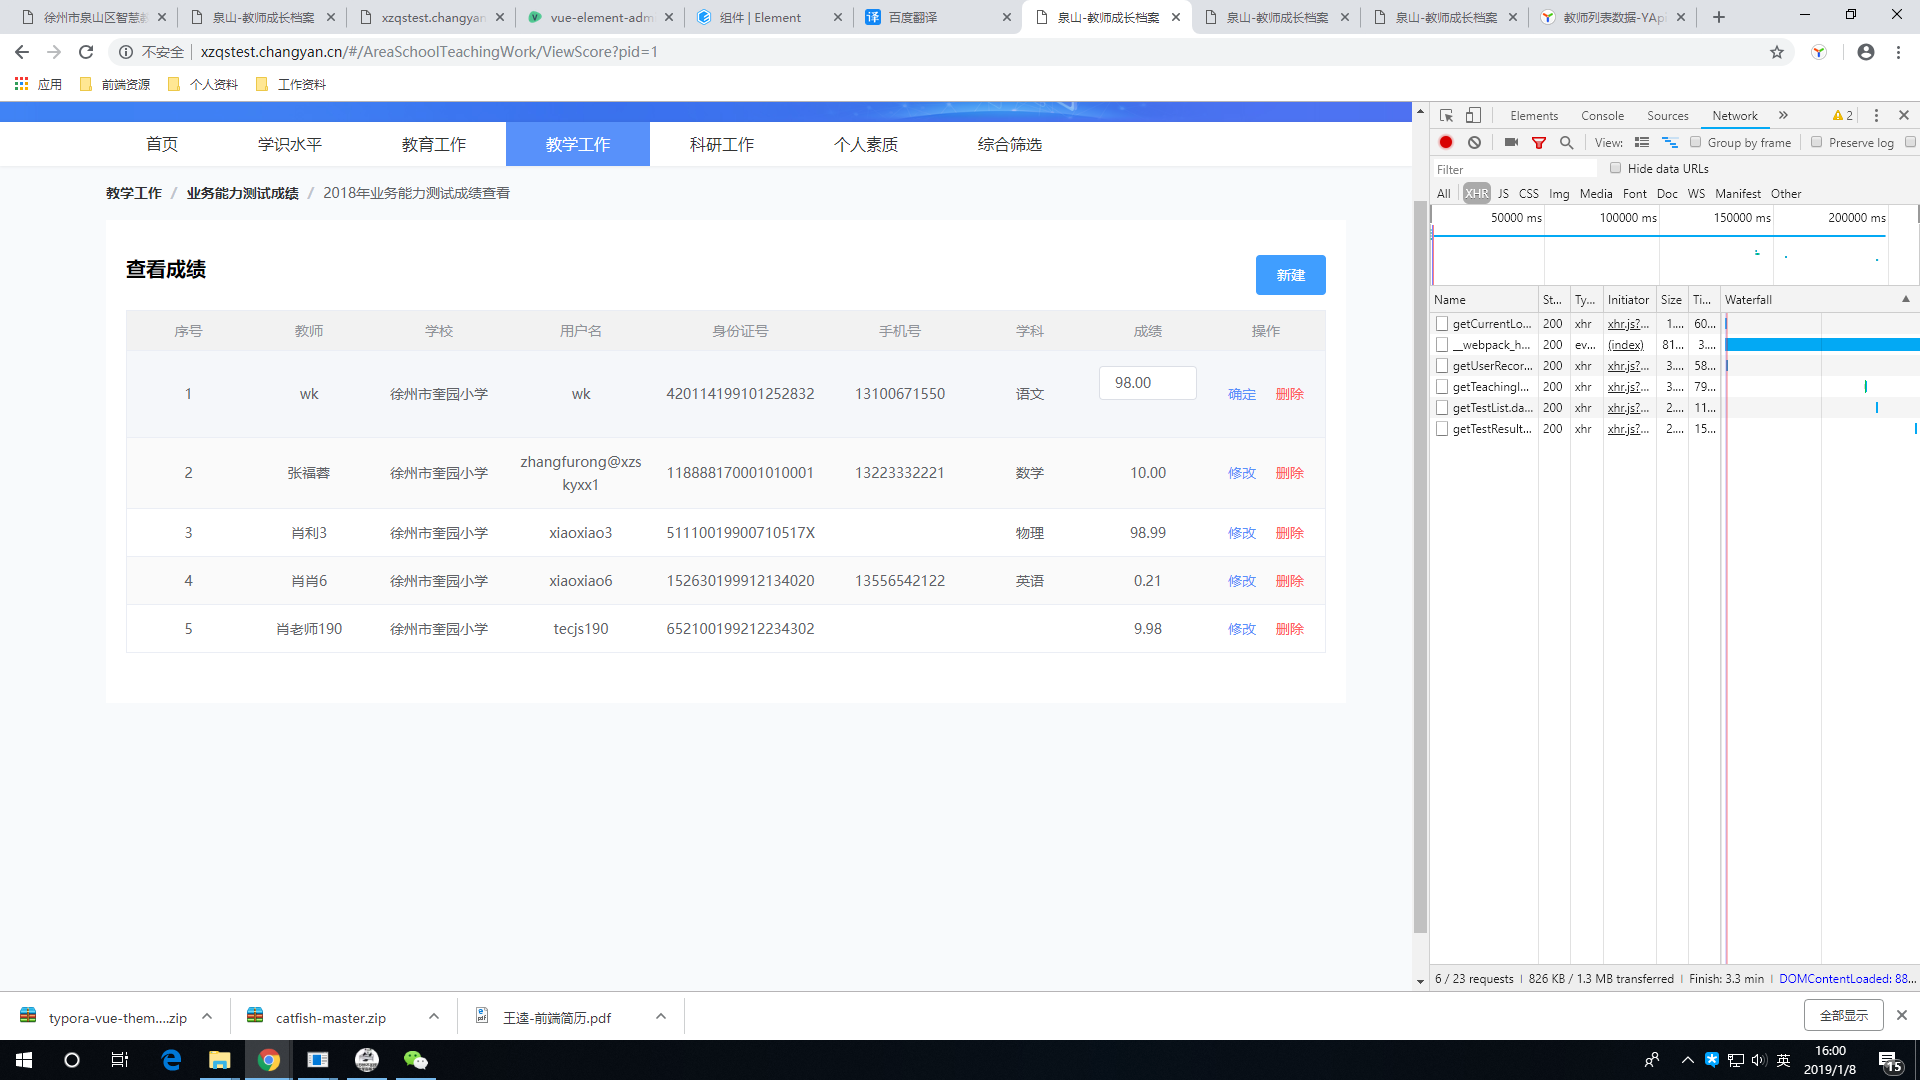 徐州市泉山区智慧教
泉山-教师成长档案
xzqstest.changyan
vue-element-adm
组件 | Element
百度翻译
泉山-教师成长档案
泉山-教师成长档案
泉山-教师成长档案
教师列表数据-YApi
不安全 xzqstest.changyan.cn/#/AreaSchoolTeachingWork/ViewScore?pid=1
应用 前端资源 个人资料 工作资料
首页 学识水平 教育工作 教学工作 科研工作 个人素质 综合筛选
教学工作 / 业务能力测试成绩 / 2018年业务能力测试成绩查看
查看成绩
新建
序号 教师 学校 用户名 身份证号 手机号 学科 成绩 操作
1 wk 徐州市奎园小学 wk 420114199101252832 13100671550 语文 98.00 确定 删除
2 张福蓉 徐州市奎园小学 zhangfurong@xzs
kyxx1 118888170001010001 13223332221 数学 10.00 修改 删除
3 肖利3 徐州市奎园小学 xiaoxiao3 51110019900710517X 物理 98.99 修改 删除
4 肖肖6 徐州市奎园小学 xiaoxiao6 152630199912134020 13556542122 英语 0.21 修改 删除
5 肖老师190 徐州市奎园小学 tecjs190 652100199212234302 9.98 修改 删除
Elements Console Sources Network » 2
View: Group by frame Preserve log
Filter Hide data URLs
All XHR JS CSS Img Media Font Doc WS Manifest Other
50000 ms 100000 ms 150000 ms 200000 ms
Name St... Ty... Initiator Size Ti... Waterfall
getCurrentLo... 200 xhr xhr.js?... 1.... 60...
__webpack_h... 200 ev... (index) 81... 3....
getUserRecor... 200 xhr xhr.js?... 3.... 58...
getTeachingI... 200 xhr xhr.js?... 3.... 79...
getTestList.da... 200 xhr xhr.js?... 2.... 11...
getTestResult... 200 xhr xhr.js?... 2.... 15...
6 / 23 requests | 826 KB / 1.3 MB transferred | Finish: 3.3 min | DOMContentLoaded: 88...
typora-vue-them....zip
catfish-master.zip
王逵-前端简历.pdf
全部显示
英
16:00
2019/1/8
15